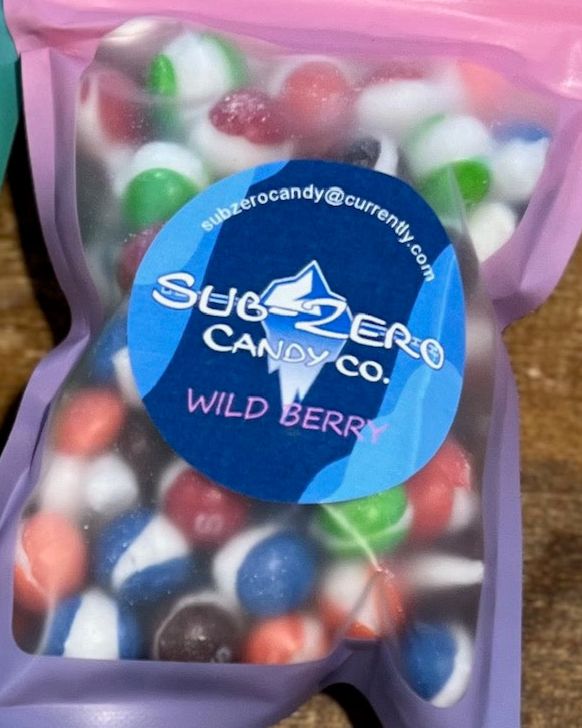 subzerocandy@currently.com
SUB-ZERO
CANDY CO.
WILD BERRY
S